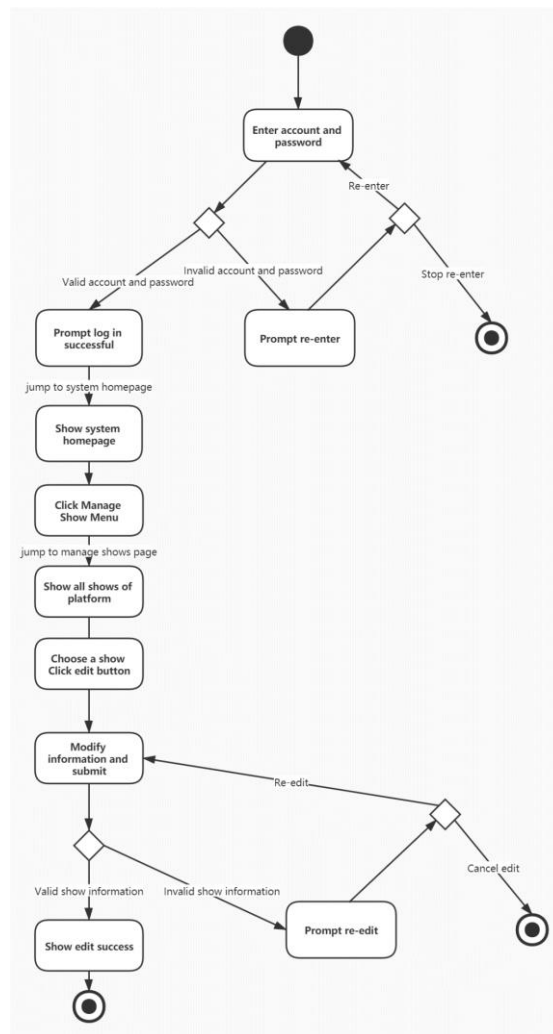 Enter account and
password
Re-enter
Invalid account and password
Stop re-enter
Valid account and password
Prompt log in
successful
Prompt re-enter
jump to system homepage
Show system
homepage
Click Manage
Show Menu
jump to manage shows page
Show all shows of
platform
Choose a show
Click edit button
Modify
information and
submit
Re-edit
Cancel edit
Valid show information
Invalid show information
Prompt re-edit
Show edit success